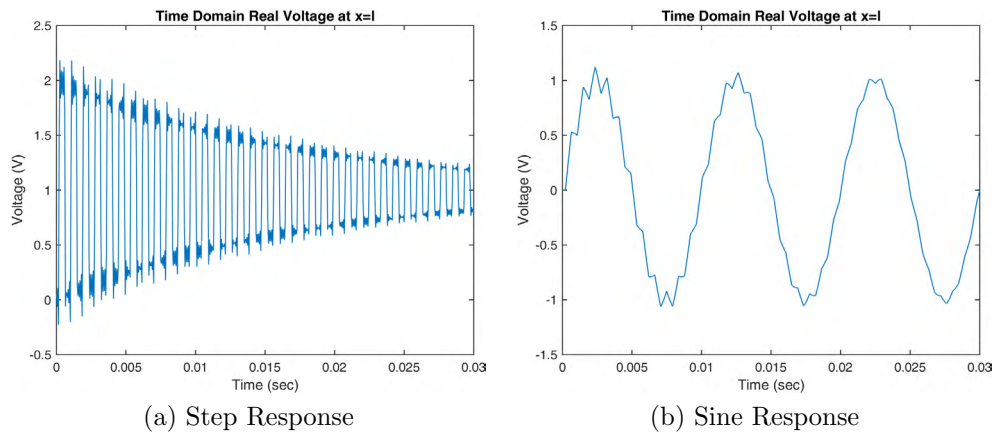 Time Domain Real Voltage at x=l
2.5
2
1.5
1
0.5
0
-0.5
Voltage (V)
0 0.005 0.01 0.015 0.02 0.025 0.03
Time (sec)
(a) Step Response
Time Domain Real Voltage at x=l
1.5
1
0.5
0
-0.5
-1
-1.5
Voltage (V)
0 0.005 0.01 0.015 0.02 0.025 0.03
Time (sec)
(b) Sine Response